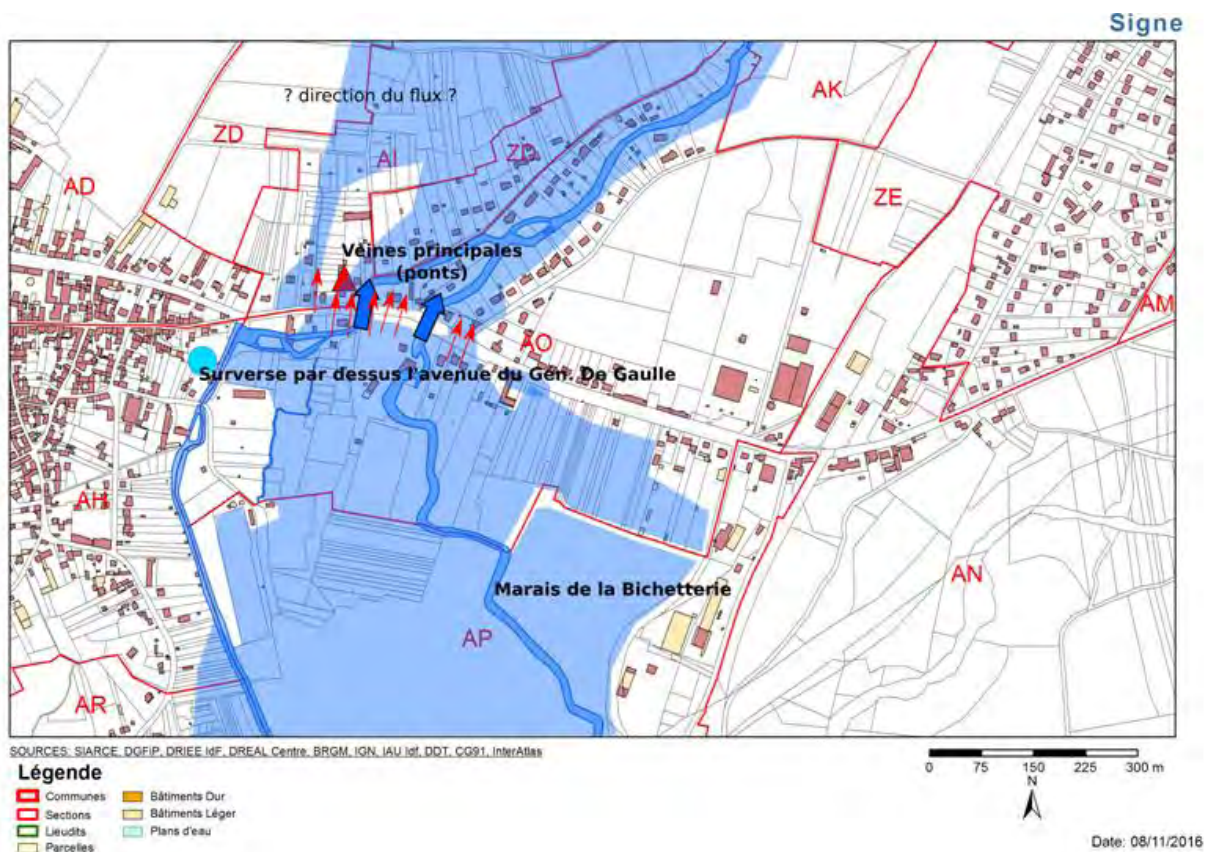 Signe
? direction du flux ?
AK
ZD
AI
ZD
AD
ZE
Veines principales
(ponts)
AM
AO
Surverse par dessus l'avenue du Gén. De Gaulle
AH
AN
Marais de la Bichetterie
AP
AR
SOURCES: SIARCE, DGFiP, DRIEE IdF, DREAL Centre, BRGM, IGN, IAU Idf, DDT, CG91, InterAtlas
Légende
Communes
Bâtiments Dur
Sections
Bâtiments Léger
Lieudits
Plans d'eau
Parcelles
0 75 150 225 300 m
N
Date: 08/11/2016